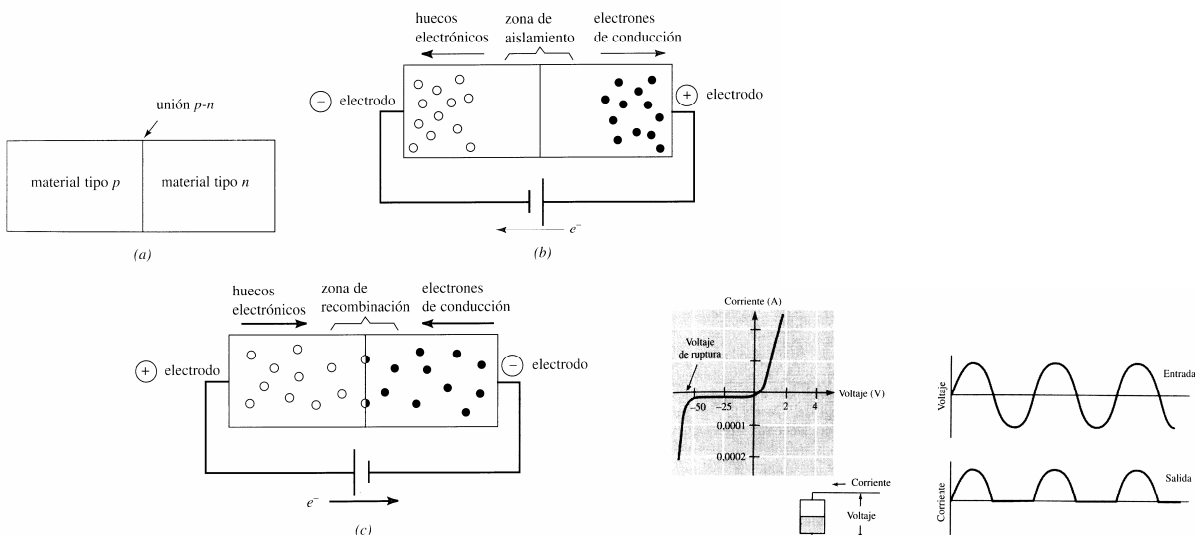 unión p-n
material tipo p
material tipo n
(a)
huecos
electrónicos
zona de
aislamiento
electrones
de conducción
− electrodo
+ electrodo
e⁻
(b)
huecos
electrónicos
zona de
recombinación
electrones
de conducción
+ electrodo
− electrodo
e⁻
(c)
Corriente (A)
Voltaje
de ruptura
Voltaje (V)
−50 −25 2 4
0,0001
0,0002
Corriente
Voltaje
Voltaje
Entrada
Corriente
Salida